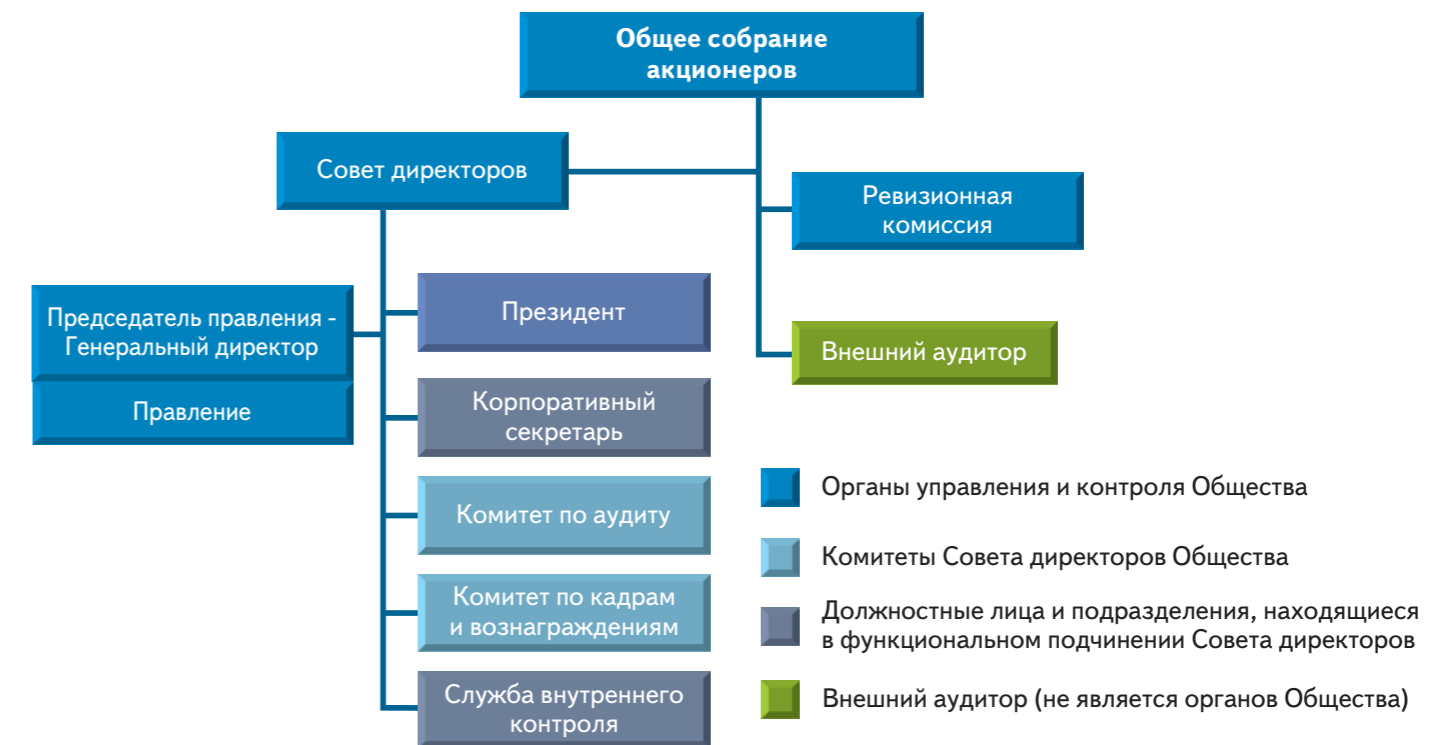 Общее собрание
акционеров
Совет директоров
Ревизионная
комиссия
Председатель правления -
Генеральный директор
Правление
Президент
Внешний аудитор
Корпоративный
секретарь
Комитет по аудиту
Комитет по кадрам
и вознаграждениям
Служба внутреннего
контроля
Органы управления и контроля Общества
Комитеты Совета директоров Общества
Должностные лица и подразделения, находящиеся
в функциональном подчинении Совета директоров
Внешний аудитор (не является органов Общества)